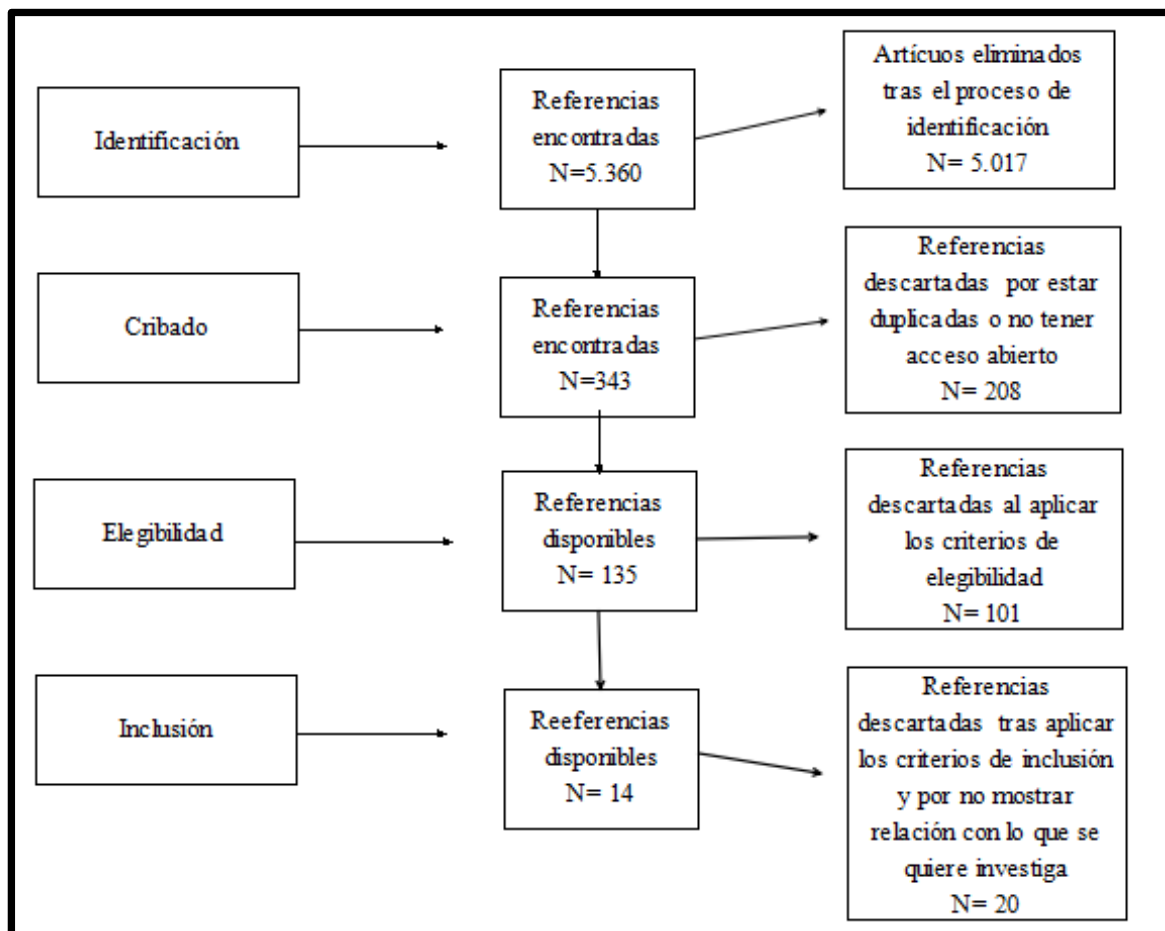 Identificación
Referencias
encontradas
N=5.360
Artícuos eliminados
tras el proceso de
identificación
N= 5.017
Cribado
Referencias
encontradas
N=343
Referencias
descartadas por estar
duplicadas o no tener
acceso abierto
N= 208
Elegibilidad
Referencias
disponibles
N= 135
Referencias
descartadas al aplicar
los criterios de
elegibilidad
N= 101
Inclusión
Reeferencias
disponibles
N= 14
Referencias
descartadas tras aplicar
los criterios de inclusión
y por no mostrar
relación con lo que se
quiere investiga
N= 20